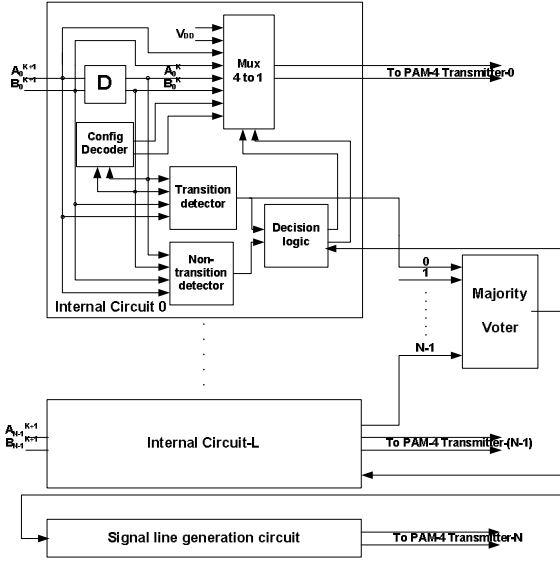 V_DD
Mux
4 to 1
A_0^K+1
B_0^K+1
D
A_0^K
B_0^K
To PAM-4 Transmitter-0
Config
Decoder
Transition
detector
Decision
logic
Non-
transition
detector
Internal Circuit 0
0
1
N-1
Majority
Voter
A_N-1^K+1
B_N-1^K+1
Internal Circuit-L
To PAM-4 Transmitter-(N-1)
Signal line generation circuit
To PAM-4 Transmitter-N